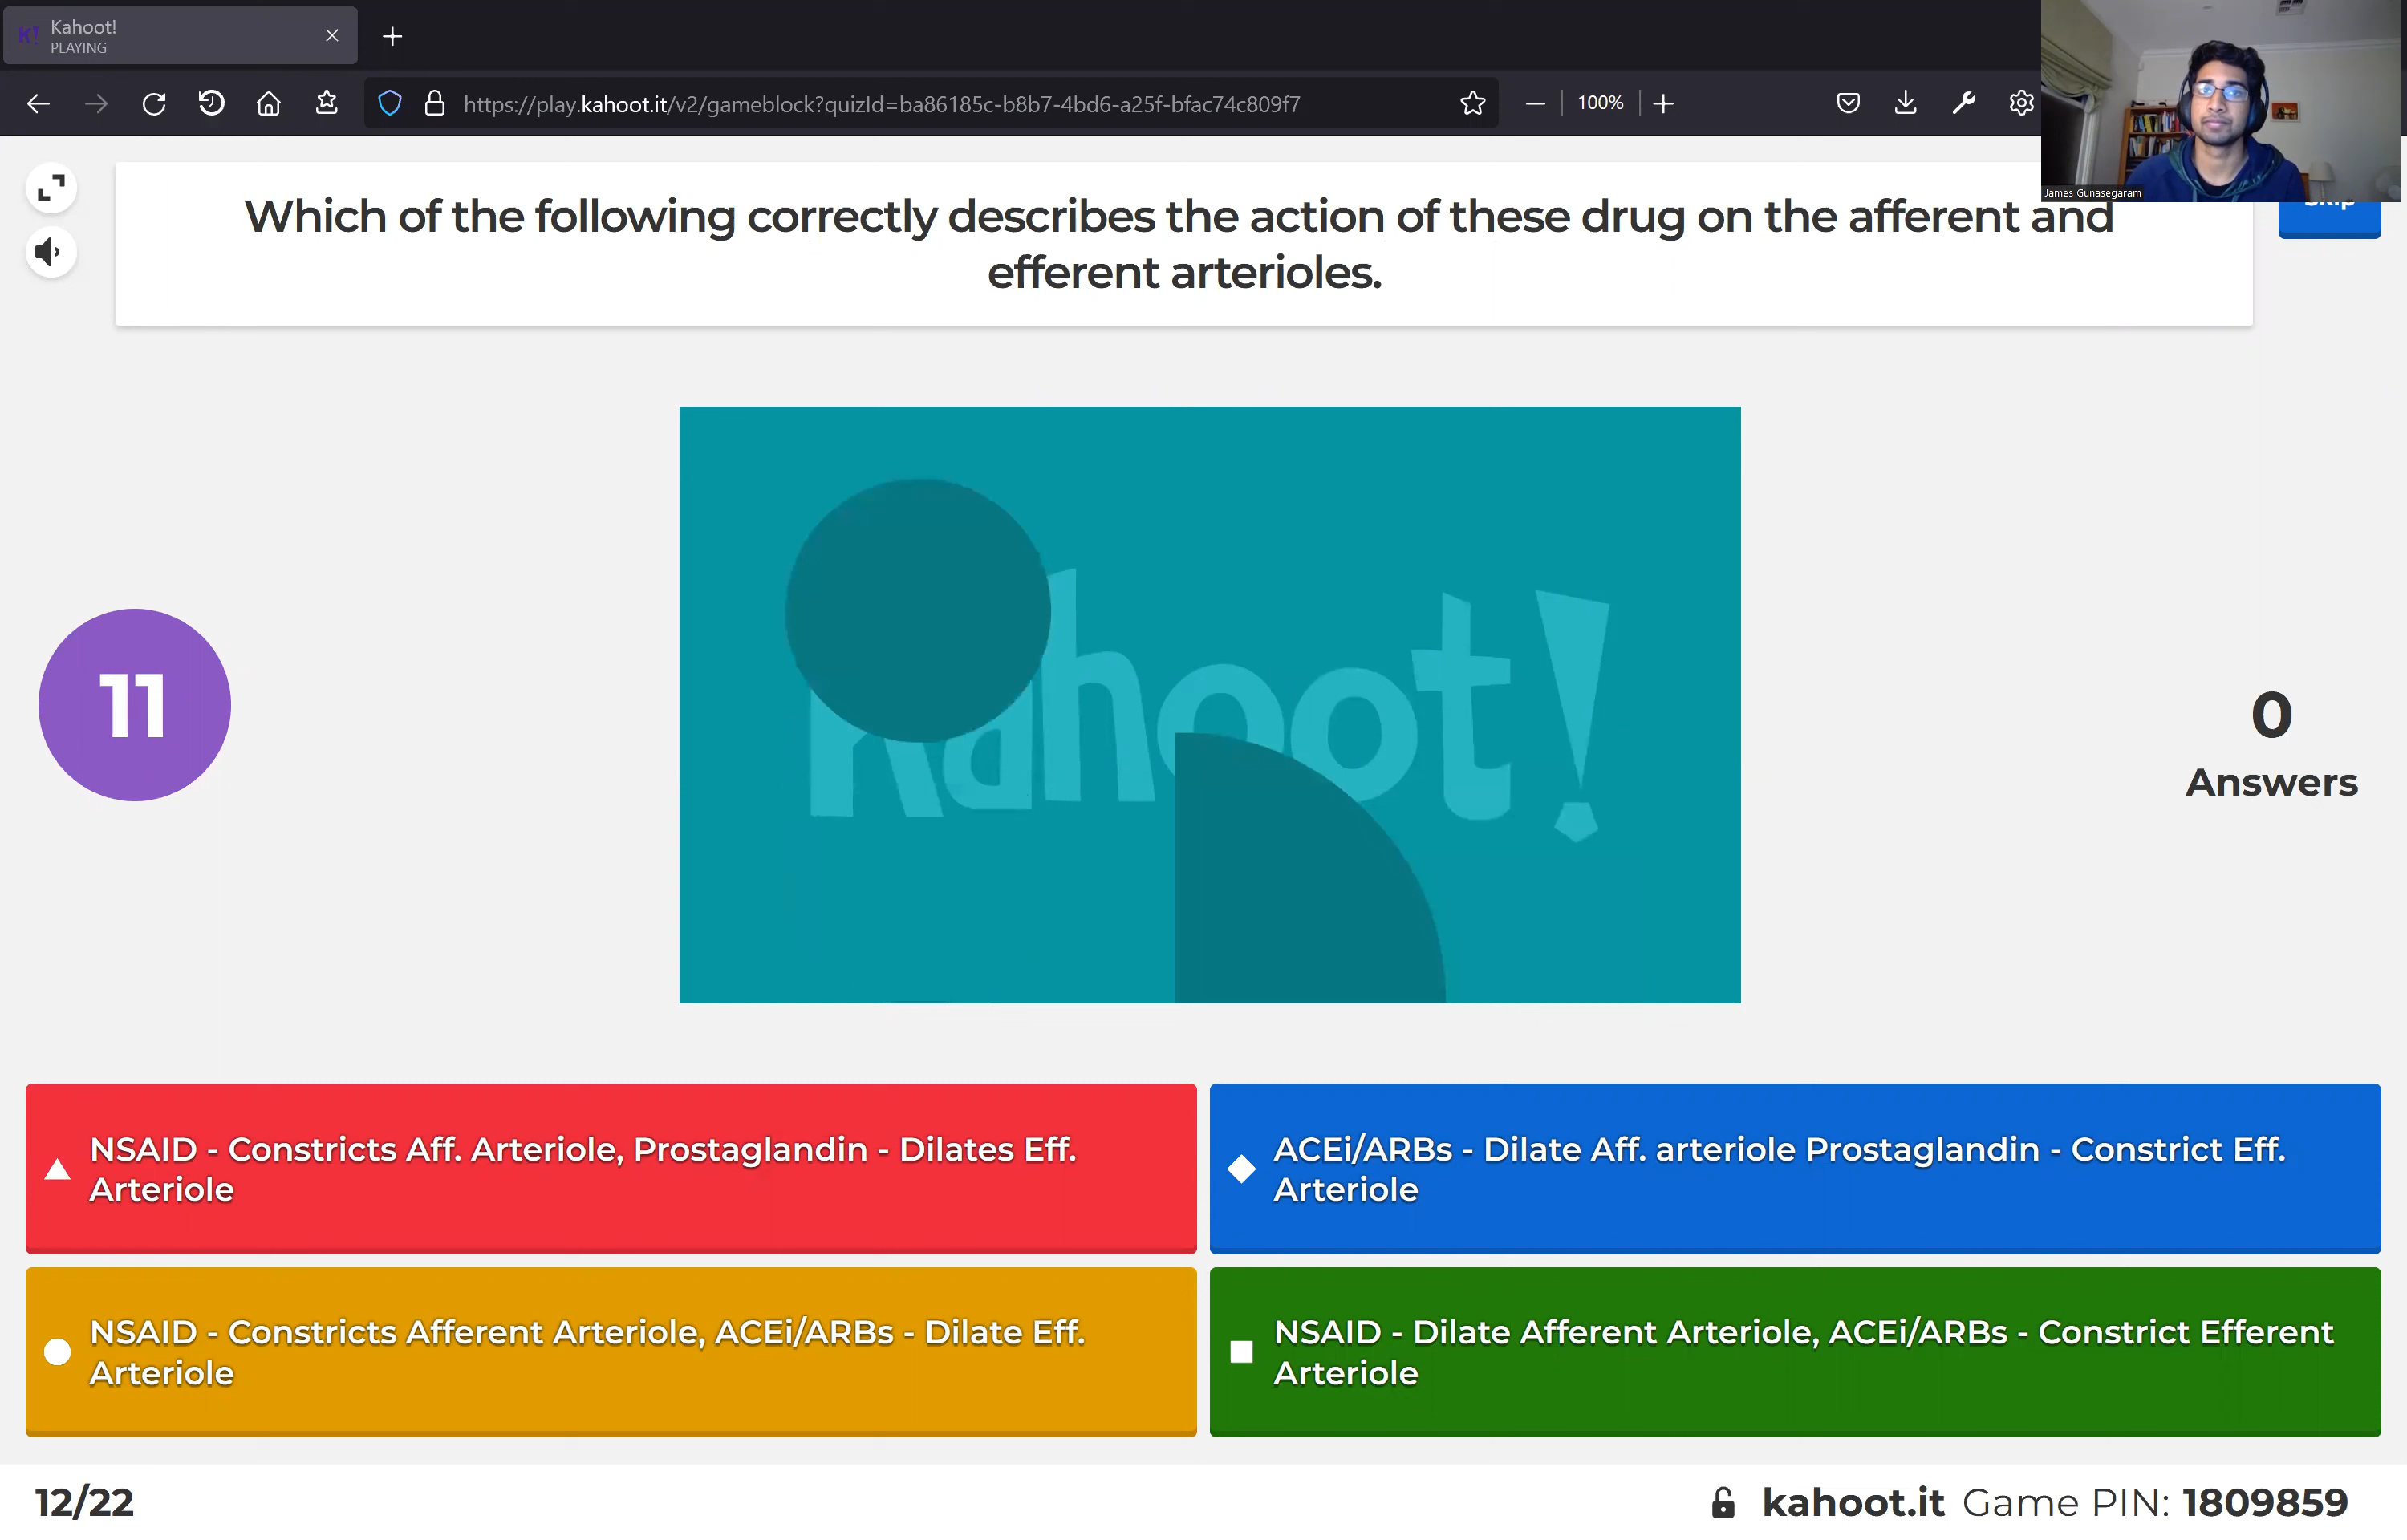 Kahoot!
PLAYING
https://play.kahoot.it/v2/gameblock?quizId=ba86185c-b8b7-4bd6-a25f-bfac74c809f7
100%
James Gunasegaram
Skip
Which of the following correctly describes the action of these drug on the afferent and
efferent arterioles.
Kahoot!
11
0
Answers
NSAID - Constricts Aff. Arteriole, Prostaglandin - Dilates Eff.
Arteriole
ACEi/ARBs - Dilate Aff. arteriole Prostaglandin - Constrict Eff.
Arteriole
NSAID - Constricts Afferent Arteriole, ACEi/ARBs - Dilate Eff.
Arteriole
NSAID - Dilate Afferent Arteriole, ACEi/ARBs - Constrict Efferent
Arteriole
12/22
kahoot.it Game PIN: 1809859